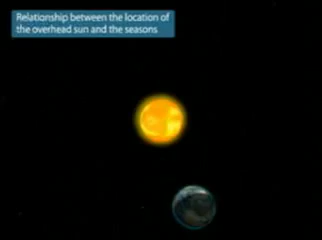 Relationship between the location of
the overhead sun and the seasons